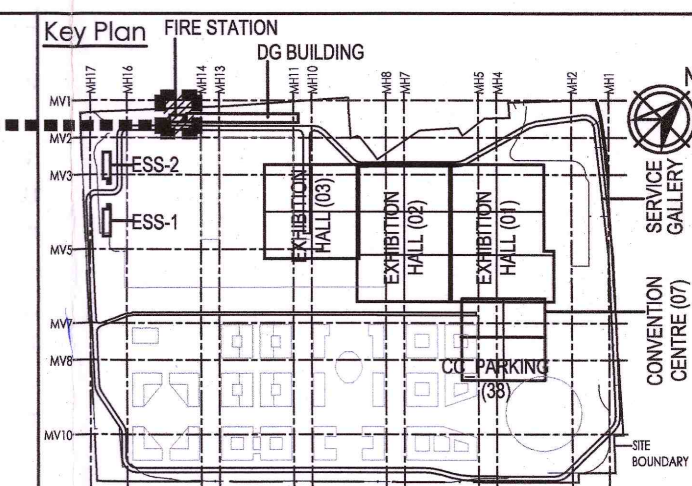 Key Plan
FIRE STATION
DG BUILDING
MH17
MH16
MH14
MH13
MH11
MH10
MH8
MH7
MH5
MH4
MH2
MH1
N
MV1
MV2
MV3
MV5
MV7
MV8
MV10
ESS-2
ESS-1
EXHIBITION
HALL (03)
EXHIBITION
HALL (02)
EXHIBITION
HALL (01)
SERVICE
GALLERY
CONVENTION
CENTRE (07)
CC PARKING
(38)
SITE
BOUNDARY